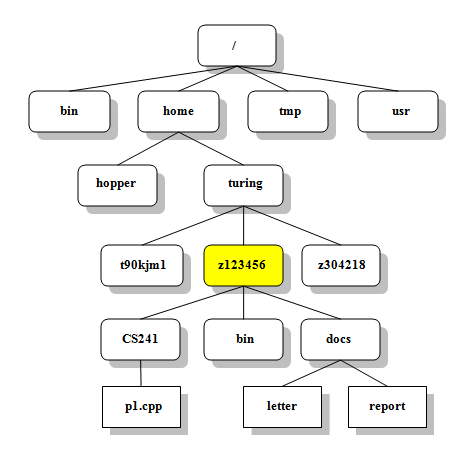 /
bin home tmp usr
hopper turing
t90kjm1 z123456 z304218
CS241 bin docs
p1.cpp letter report